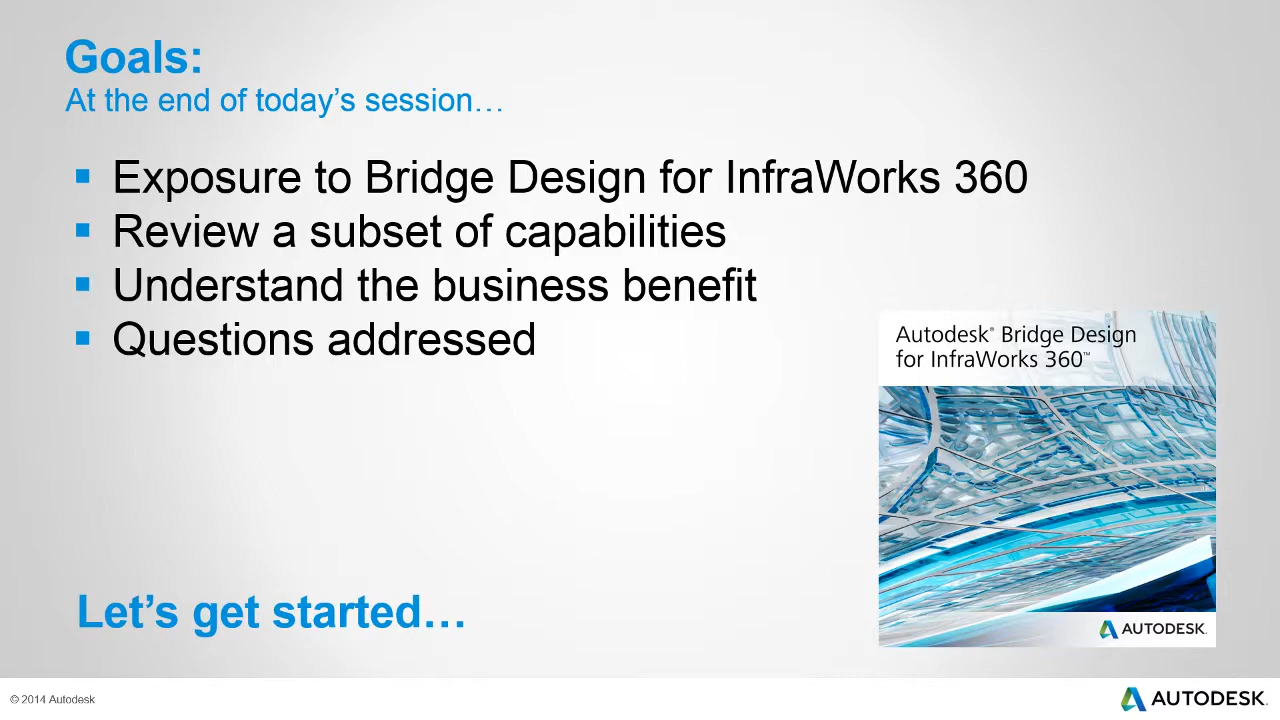 Goals:
At the end of today’s session…
▪ Exposure to Bridge Design for InfraWorks 360
▪ Review a subset of capabilities
▪ Understand the business benefit
▪ Questions addressed
Autodesk® Bridge Design
for InfraWorks 360™
AUTODESK.
Let’s get started…
© 2014 Autodesk
AUTODESK.